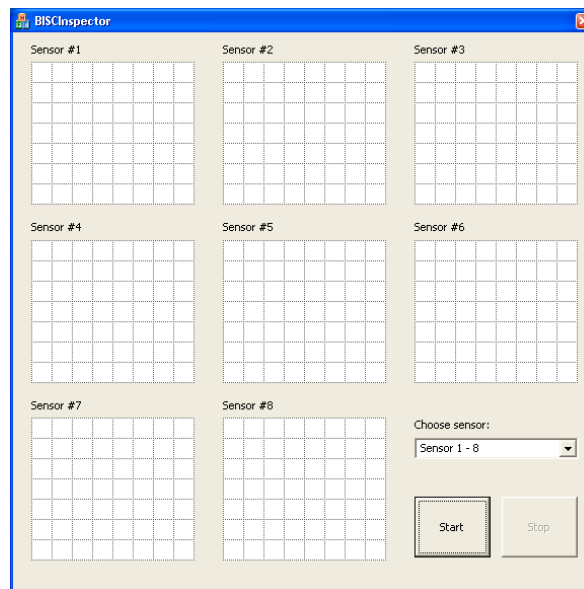 BISCInspector
Sensor #1
Sensor #2
Sensor #3
Sensor #4
Sensor #5
Sensor #6
Sensor #7
Sensor #8
Choose sensor:
Sensor 1 - 8
Start
Stop